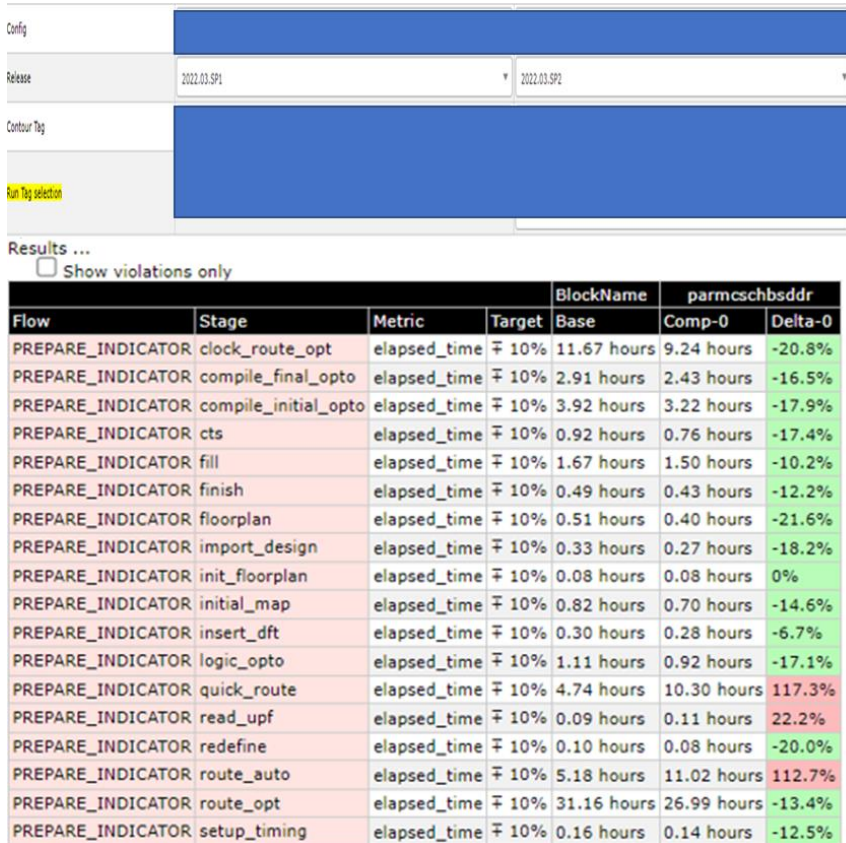 Config
Release 2022.03.SP1 2022.03.SP2
Contour Tag
Run Tag selection
Results ...
Show violations only
BlockName parmcschbsddr
Flow Stage Metric Target Base Comp-0 Delta-0
PREPARE_INDICATOR clock_route_opt elapsed_time ∓ 10% 11.67 hours 9.24 hours -20.8%
PREPARE_INDICATOR compile_final_opto elapsed_time ∓ 10% 2.91 hours 2.43 hours -16.5%
PREPARE_INDICATOR compile_initial_opto elapsed_time ∓ 10% 3.92 hours 3.22 hours -17.9%
PREPARE_INDICATOR cts elapsed_time ∓ 10% 0.92 hours 0.76 hours -17.4%
PREPARE_INDICATOR fill elapsed_time ∓ 10% 1.67 hours 1.50 hours -10.2%
PREPARE_INDICATOR finish elapsed_time ∓ 10% 0.49 hours 0.43 hours -12.2%
PREPARE_INDICATOR floorplan elapsed_time ∓ 10% 0.51 hours 0.40 hours -21.6%
PREPARE_INDICATOR import_design elapsed_time ∓ 10% 0.33 hours 0.27 hours -18.2%
PREPARE_INDICATOR init_floorplan elapsed_time ∓ 10% 0.08 hours 0.08 hours 0%
PREPARE_INDICATOR initial_map elapsed_time ∓ 10% 0.82 hours 0.70 hours -14.6%
PREPARE_INDICATOR insert_dft elapsed_time ∓ 10% 0.30 hours 0.28 hours -6.7%
PREPARE_INDICATOR logic_opto elapsed_time ∓ 10% 1.11 hours 0.92 hours -17.1%
PREPARE_INDICATOR quick_route elapsed_time ∓ 10% 4.74 hours 10.30 hours 117.3%
PREPARE_INDICATOR read_upf elapsed_time ∓ 10% 0.09 hours 0.11 hours 22.2%
PREPARE_INDICATOR redefine elapsed_time ∓ 10% 0.10 hours 0.08 hours -20.0%
PREPARE_INDICATOR route_auto elapsed_time ∓ 10% 5.18 hours 11.02 hours 112.7%
PREPARE_INDICATOR route_opt elapsed_time ∓ 10% 31.16 hours 26.99 hours -13.4%
PREPARE_INDICATOR setup_timing elapsed_time ∓ 10% 0.16 hours 0.14 hours -12.5%